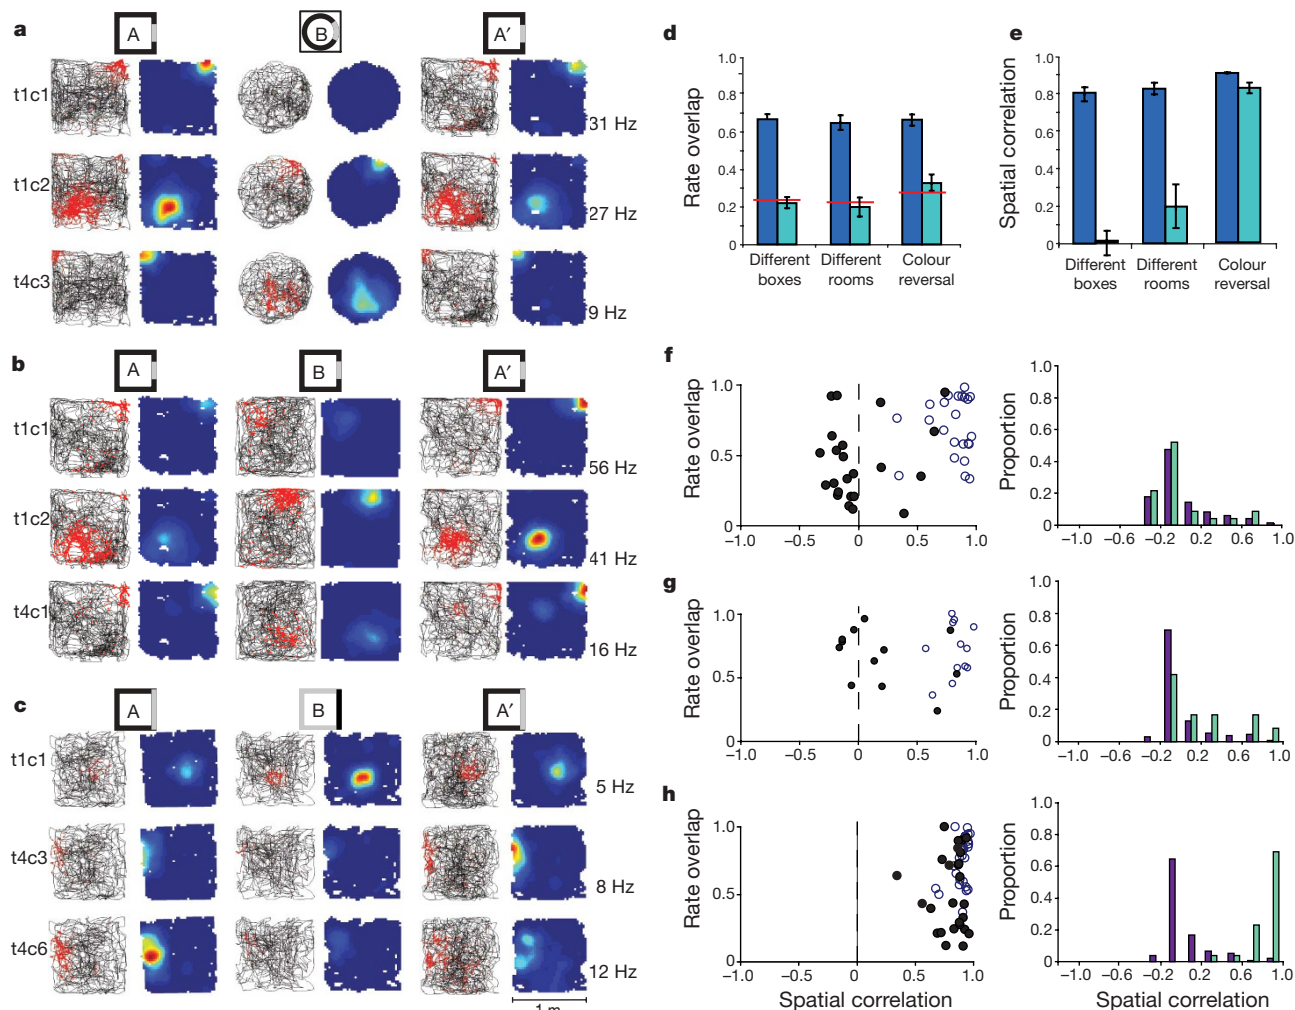 a
A
B
A′
t1c1
31 Hz
t1c2
27 Hz
t4c3
9 Hz
b
A
B
A′
t1c1
56 Hz
t1c2
41 Hz
t4c1
16 Hz
c
A
B
A′
t1c1
5 Hz
t4c3
8 Hz
t4c6
12 Hz
1 m
d
Rate overlap
1.0
0.8
0.6
0.4
0.2
0
Different boxes
Different rooms
Colour reversal
e
Spatial correlation
1.0
0.8
0.6
0.4
0.2
0
Different boxes
Different rooms
Colour reversal
f
Rate overlap
1.0
0.5
0
−1.0
−0.5
0
0.5
1.0
Proportion
1.0
0.8
0.6
0.4
0.2
0
−1.0
−0.6
−0.2
0.2
0.6
1.0
g
Rate overlap
1.0
0.5
0
−1.0
−0.5
0
0.5
1.0
Proportion
1.0
0.8
0.6
0.4
0.2
0
−1.0
−0.6
−0.2
0.2
0.6
1.0
h
Rate overlap
1.0
0.5
0
−1.0
−0.5
0
0.5
1.0
Spatial correlation
Proportion
1.0
0.8
0.6
0.4
0.2
0
−1.0
−0.6
−0.2
0.2
0.6
1.0
Spatial correlation